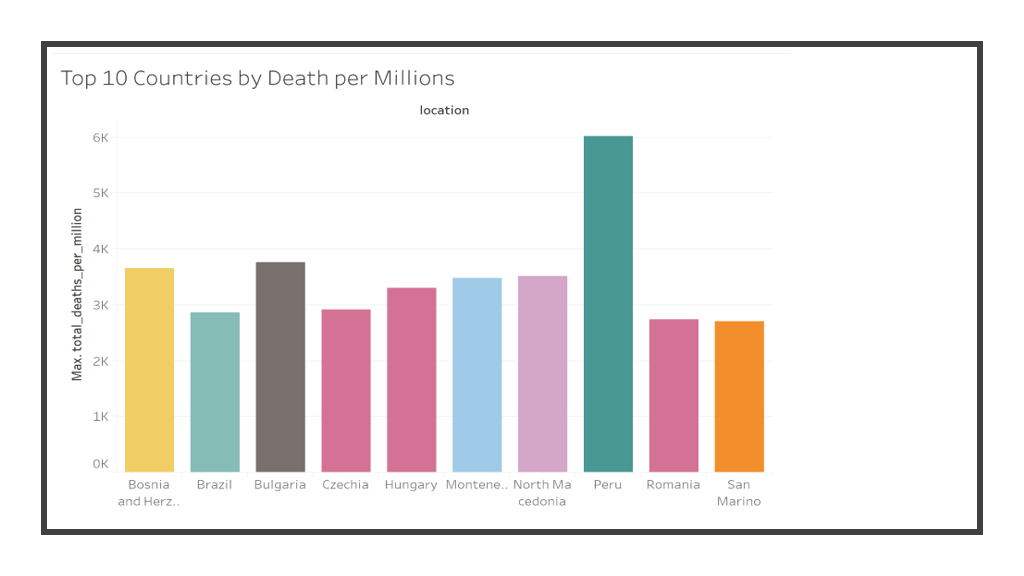 Top 10 Countries by Death per Millions
location
Max. total_deaths_per_million
6K
5K
4K
3K
2K
1K
0K
Bosnia and Herz..
Brazil
Bulgaria
Czechia
Hungary
Montene..
North Ma
cedonia
Peru
Romania
San
Marino